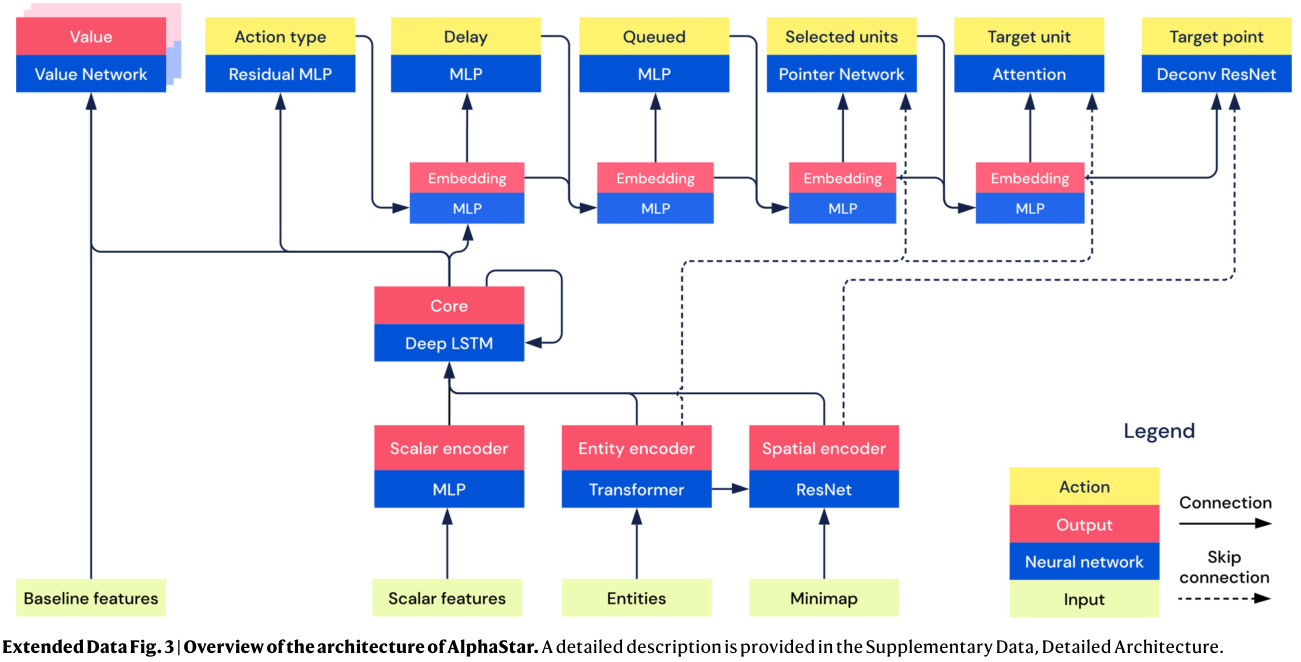 Value
Value Network
Action type
Residual MLP
Delay
MLP
Queued
MLP
Selected units
Pointer Network
Target unit
Attention
Target point
Deconv ResNet
Embedding
MLP
Embedding
MLP
Embedding
MLP
Embedding
MLP
Core
Deep LSTM
Scalar encoder
MLP
Entity encoder
Transformer
Spatial encoder
ResNet
Baseline features
Scalar features
Entities
Minimap
Legend
Action
Output
Neural network
Input
Connection
Skip
connection
Extended Data Fig. 3 | Overview of the architecture of AlphaStar. A detailed description is provided in the Supplementary Data, Detailed Architecture.